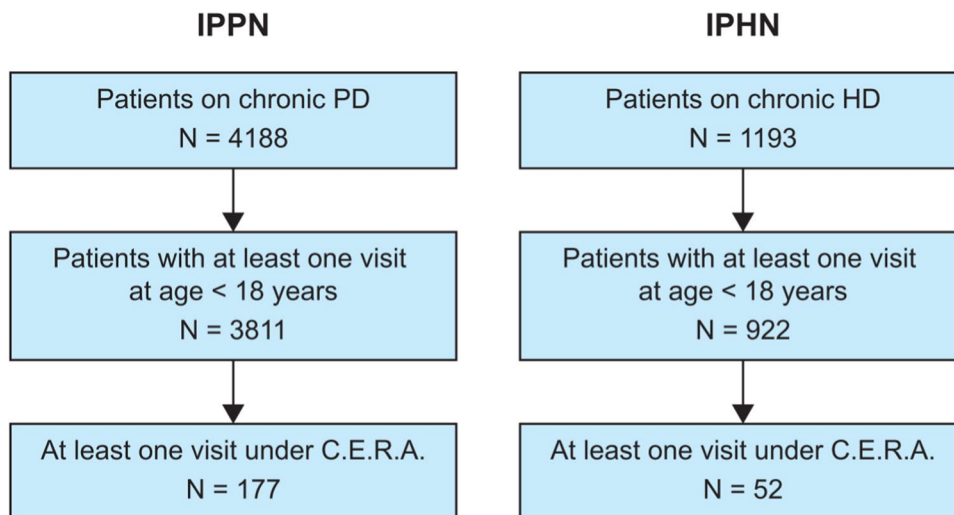 IPPN
Patients on chronic PD
N = 4188
Patients with at least one visit
at age < 18 years
N = 3811
At least one visit under C.E.R.A.
N = 177
IPHN
Patients on chronic HD
N = 1193
Patients with at least one visit
at age < 18 years
N = 922
At least one visit under C.E.R.A.
N = 52